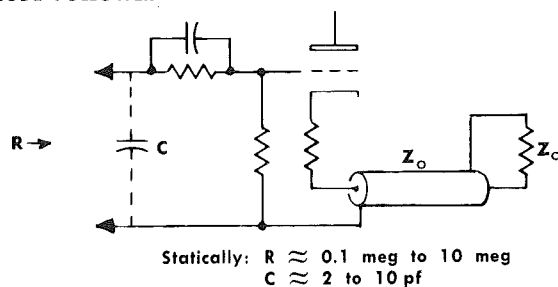 R →
C
Z₀
Z₀
Statically: R ≈ 0.1 meg to 10 meg
C ≈ 2 to 10 pf